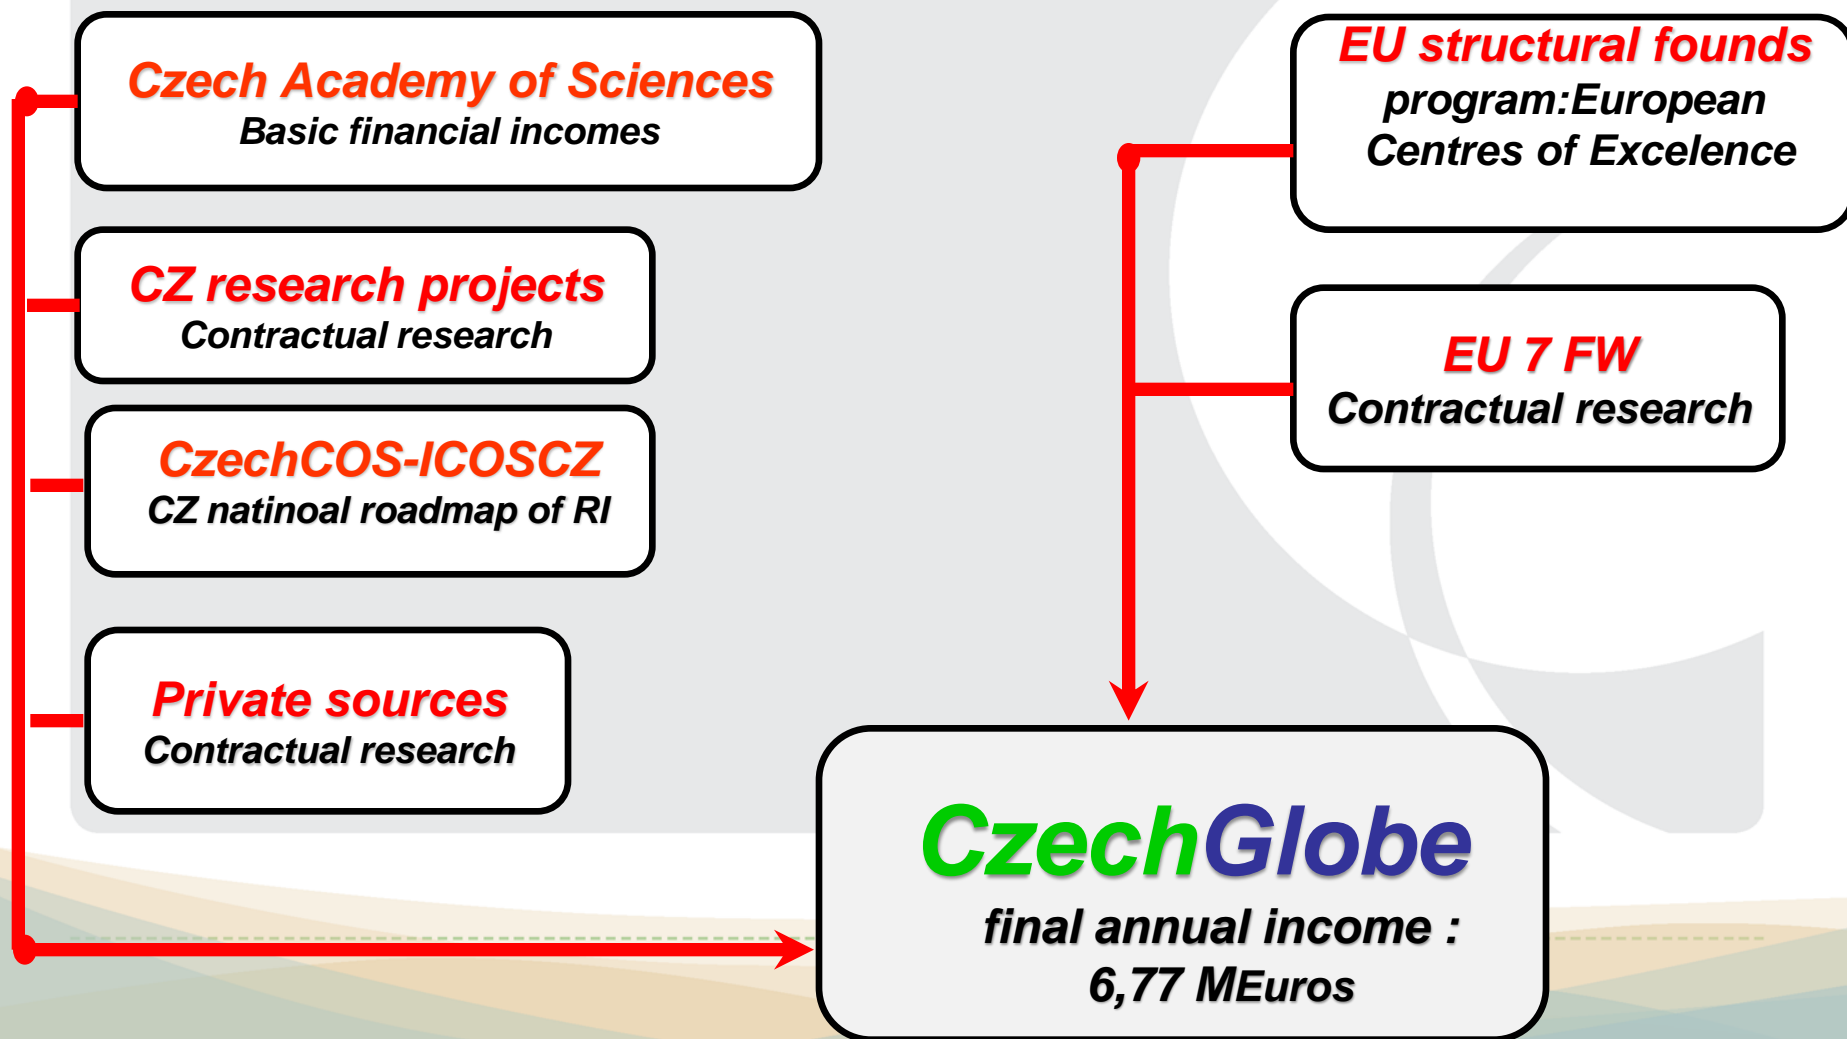 Czech Academy of Sciences
Basic financial incomes
CZ research projects
Contractual research
CzechCOS-ICOSCZ
CZ natinoal roadmap of RI
Private sources
Contractual research
EU structural founds
program:European
Centres of Excelence
EU 7 FW
Contractual research
CzechGlobe
final annual income :
6,77 MEuros